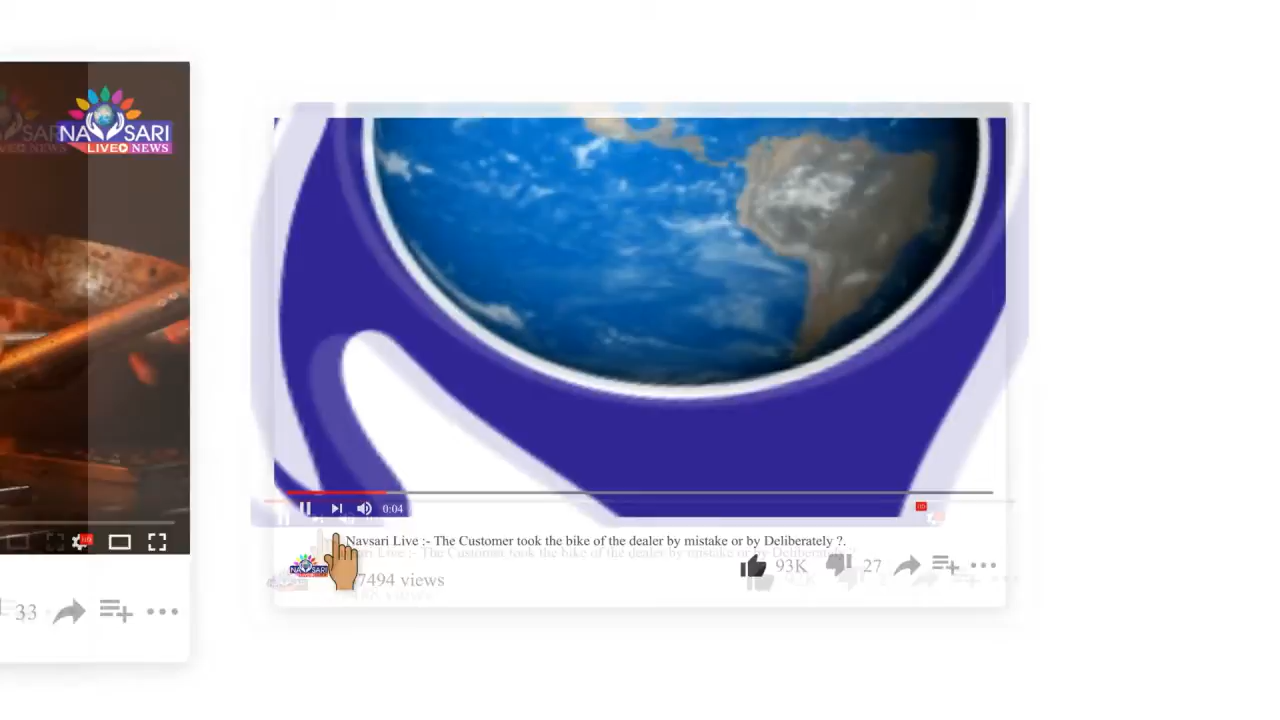 NAVSARI
LIVE NEWS
0:04
Navsari Live :- The Customer took the bike of the dealer by mistake or by Deliberately ?.
93K
27
7494 views
33